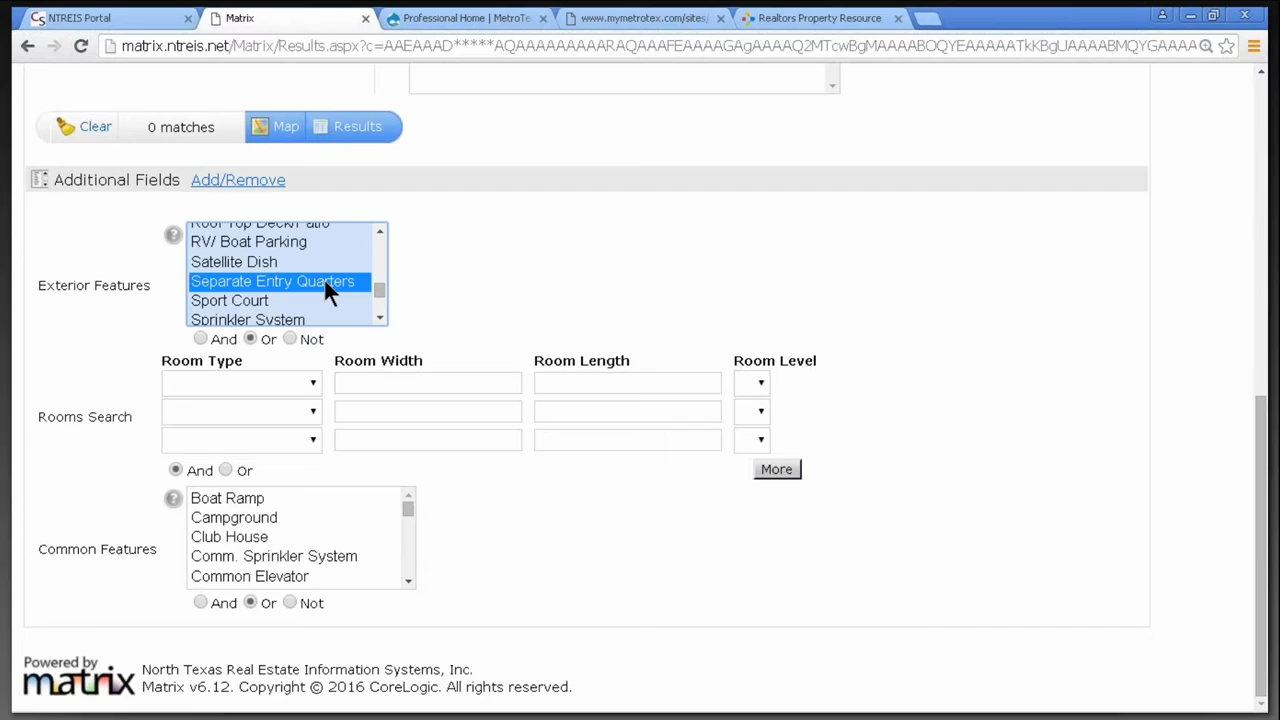 NTREIS Portal
Matrix
Professional Home | MetroTe
www.mymetrotex.com/sites/
Realtors Property Resource
matrix.ntreis.net/Matrix/Results.aspx?c=AAEAAAD*****AQAAAAAAAAARAQAAAFEAAAAGAgAAAAQ2MTcwBgMAAAABOQYEAAAAATkKBgUAAAABMQYGAAAA
Clear
0 matches
Map
Results
Additional Fields Add/Remove
Roof Top Deck/Patio
RV/ Boat Parking
Satellite Dish
Exterior Features
Separate Entry Quarters
Sport Court
Sprinkler System
And Or Not
Room Type Room Width Room Length Room Level
Rooms Search
And Or
More
Boat Ramp
Campground
Club House
Common Features
Comm. Sprinkler System
Common Elevator
And Or Not
Powered by
matrix
North Texas Real Estate Information Systems, Inc.
Matrix v6.12. Copyright © 2016 CoreLogic. All rights reserved.